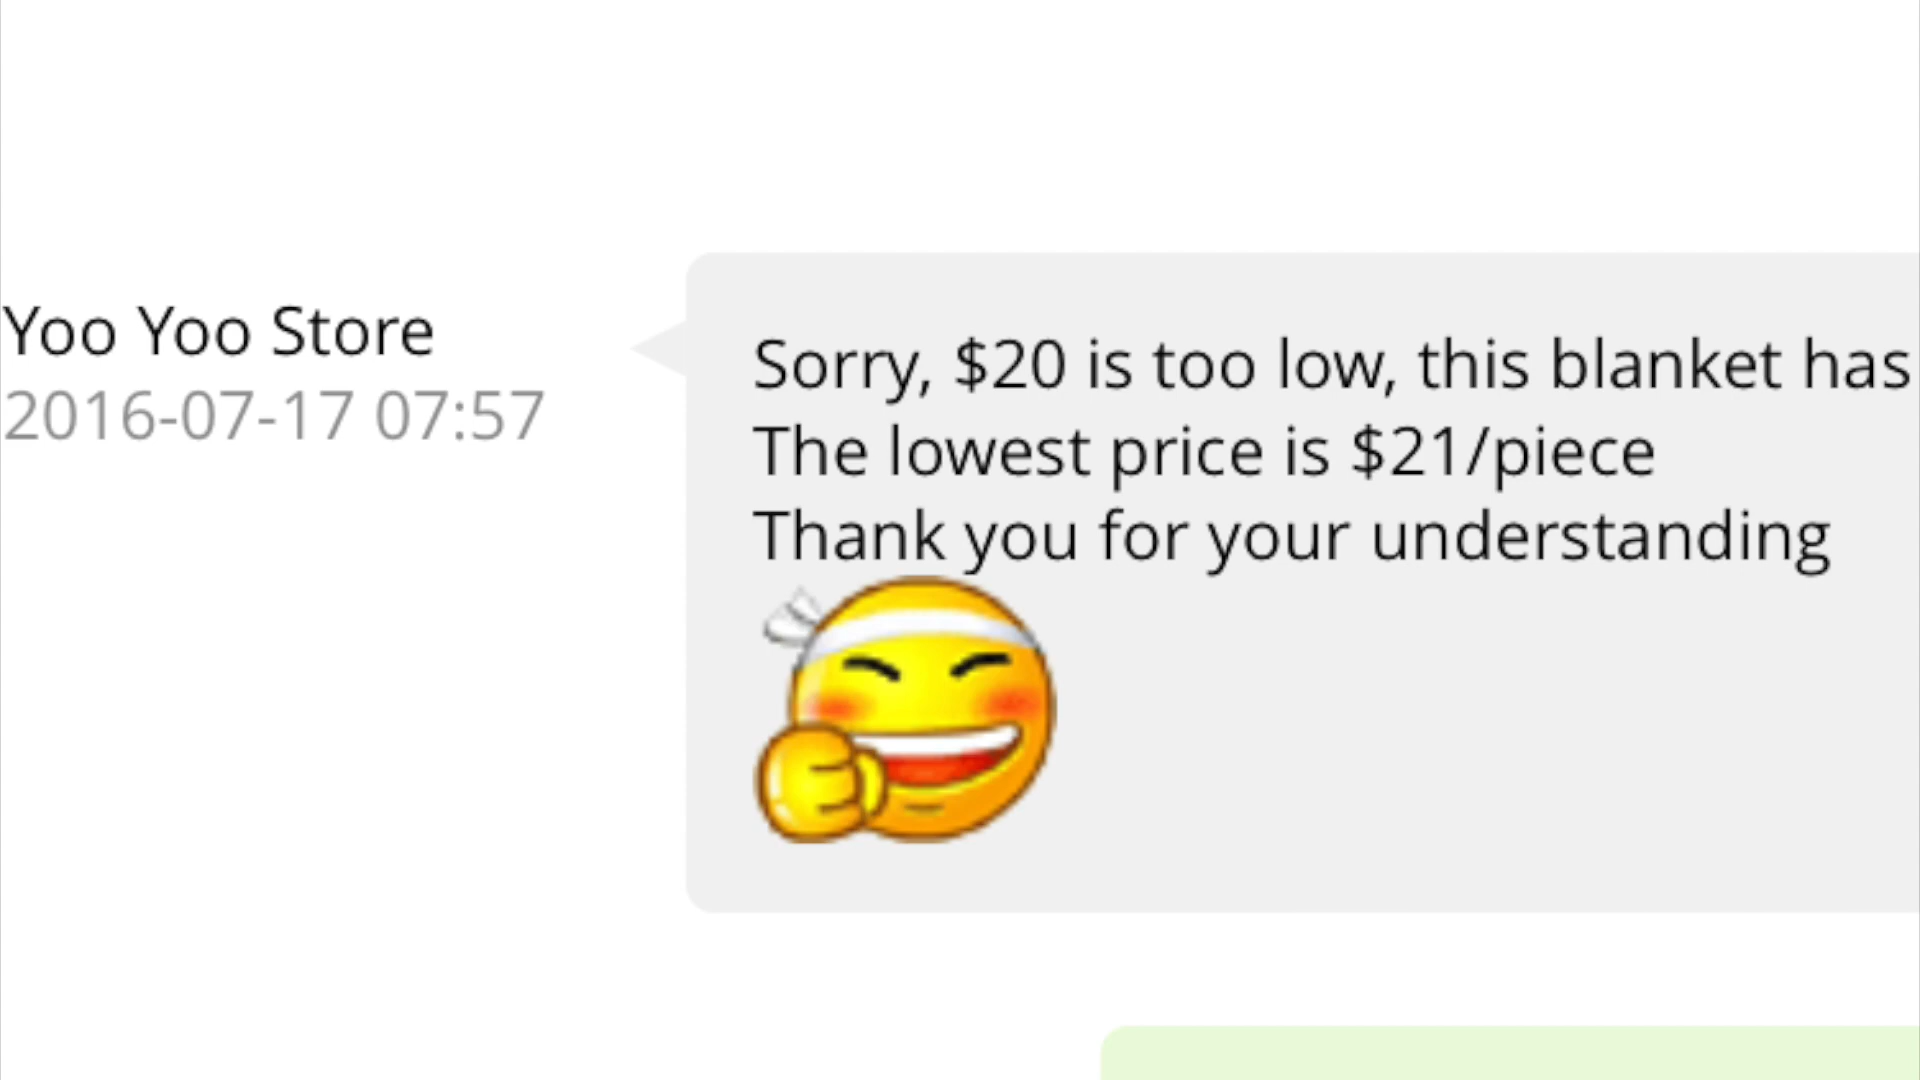 Yoo Yoo Store
2016-07-17 07:57
Sorry, $20 is too low, this blanket has
The lowest price is $21/piece
Thank you for your understanding